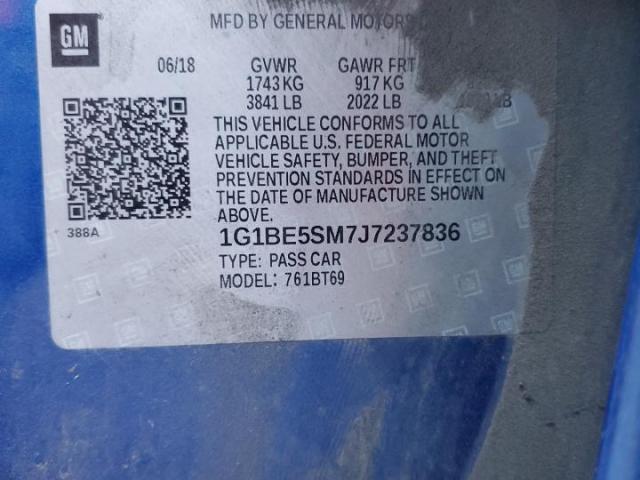 GM
MFD BY GENERAL MOTORS
06/18 GVWR GAWR FRT
1743 KG 917 KG
3841 LB 2022 LB LB
THIS VEHICLE CONFORMS TO ALL
APPLICABLE U.S. FEDERAL MOTOR
VEHICLE SAFETY, BUMPER, AND THEFT
PREVENTION STANDARDS IN EFFECT ON
THE DATE OF MANUFACTURE SHOWN
ABOVE.
388A
1G1BE5SM7J7237836
TYPE: PASS CAR
MODEL: 761BT69